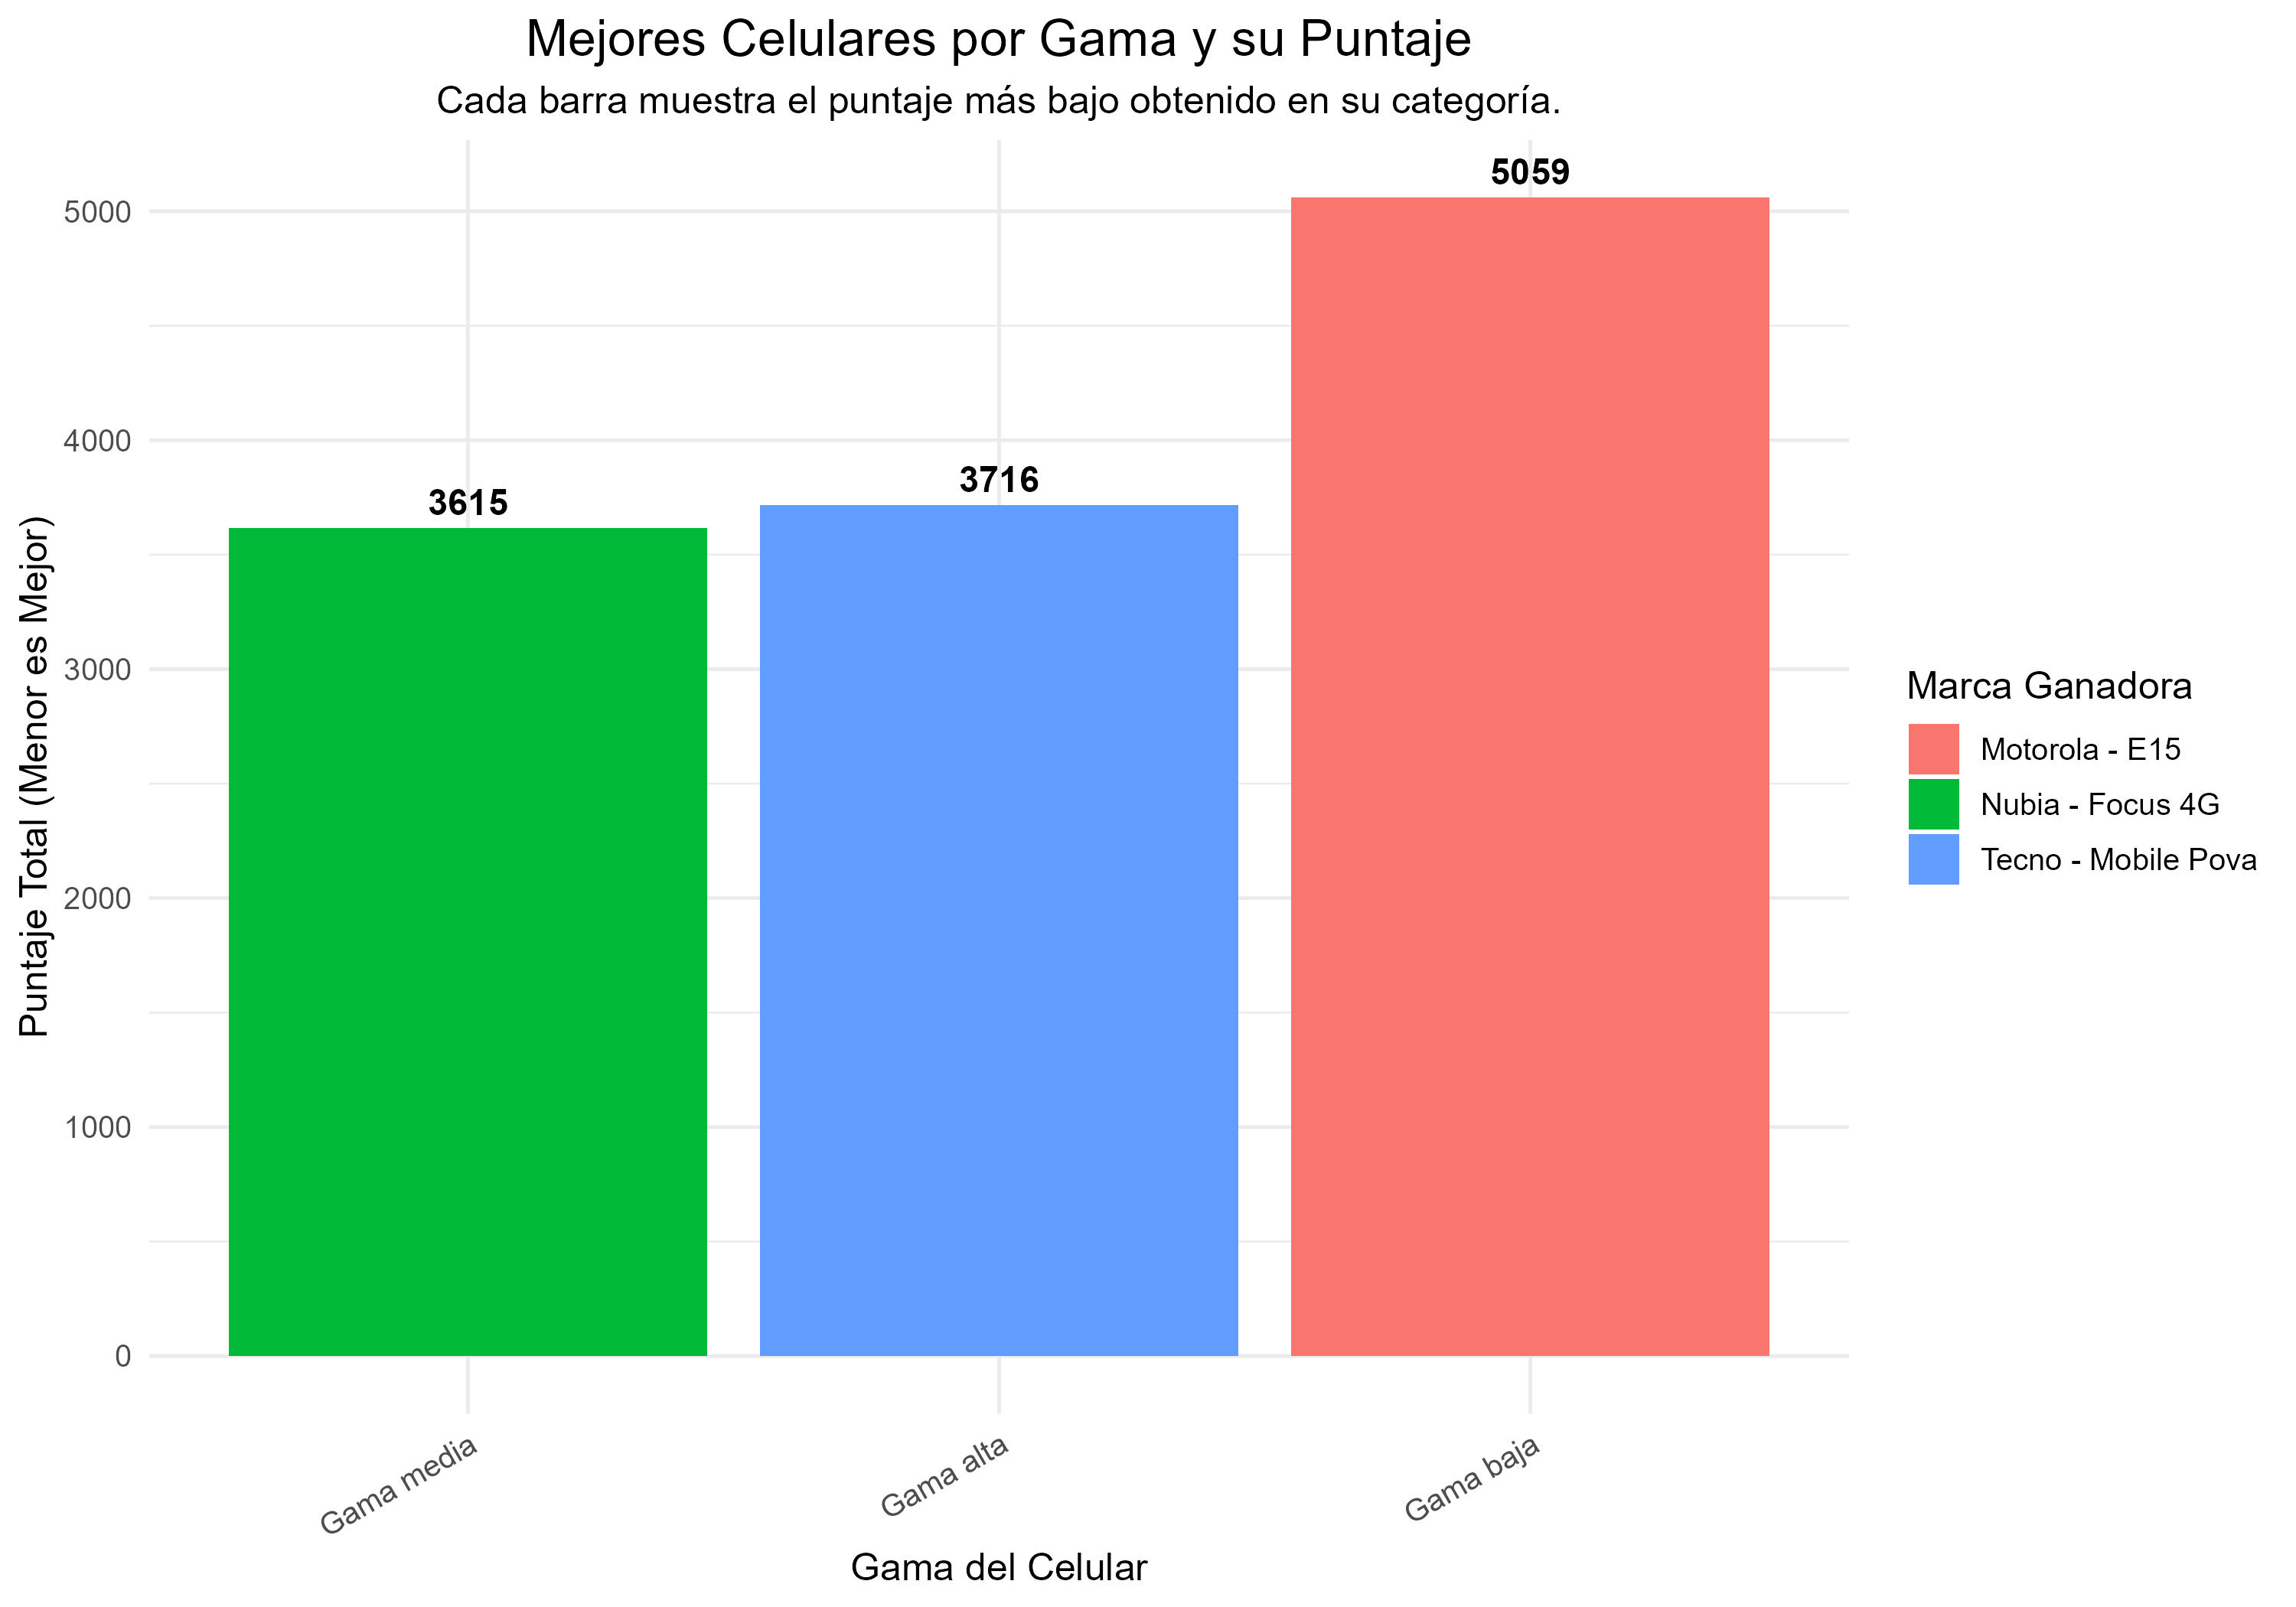 Mejores Celulares por Gama y su Puntaje
Cada barra muestra el puntaje más bajo obtenido en su categoría.
Puntaje Total (Menor es Mejor)
5000
4000
3000
2000
1000
0
3615
3716
5059
Gama media
Gama alta
Gama baja
Gama del Celular
Marca Ganadora
Motorola - E15
Nubia - Focus 4G
Tecno - Mobile Pova